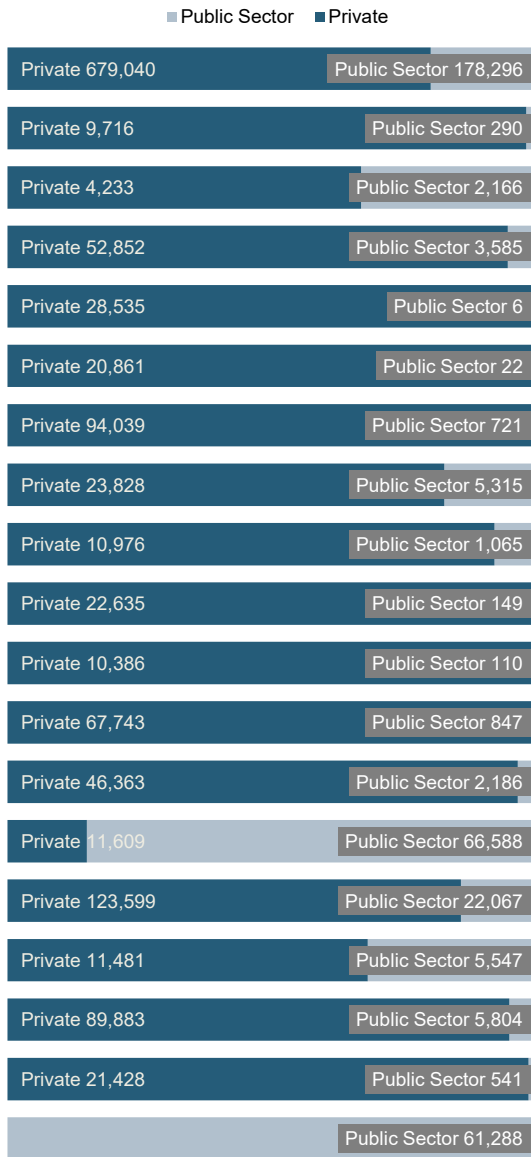 Public Sector Private
Private 679,040 Public Sector 178,296
Private 9,716 Public Sector 290
Private 4,233 Public Sector 2,166
Private 52,852 Public Sector 3,585
Private 28,535 Public Sector 6
Private 20,861 Public Sector 22
Private 94,039 Public Sector 721
Private 23,828 Public Sector 5,315
Private 10,976 Public Sector 1,065
Private 22,635 Public Sector 149
Private 10,386 Public Sector 110
Private 67,743 Public Sector 847
Private 46,363 Public Sector 2,186
Private 11,609 Public Sector 66,588
Private 123,599 Public Sector 22,067
Private 11,481 Public Sector 5,547
Private 89,883 Public Sector 5,804
Private 21,428 Public Sector 541
Public Sector 61,288